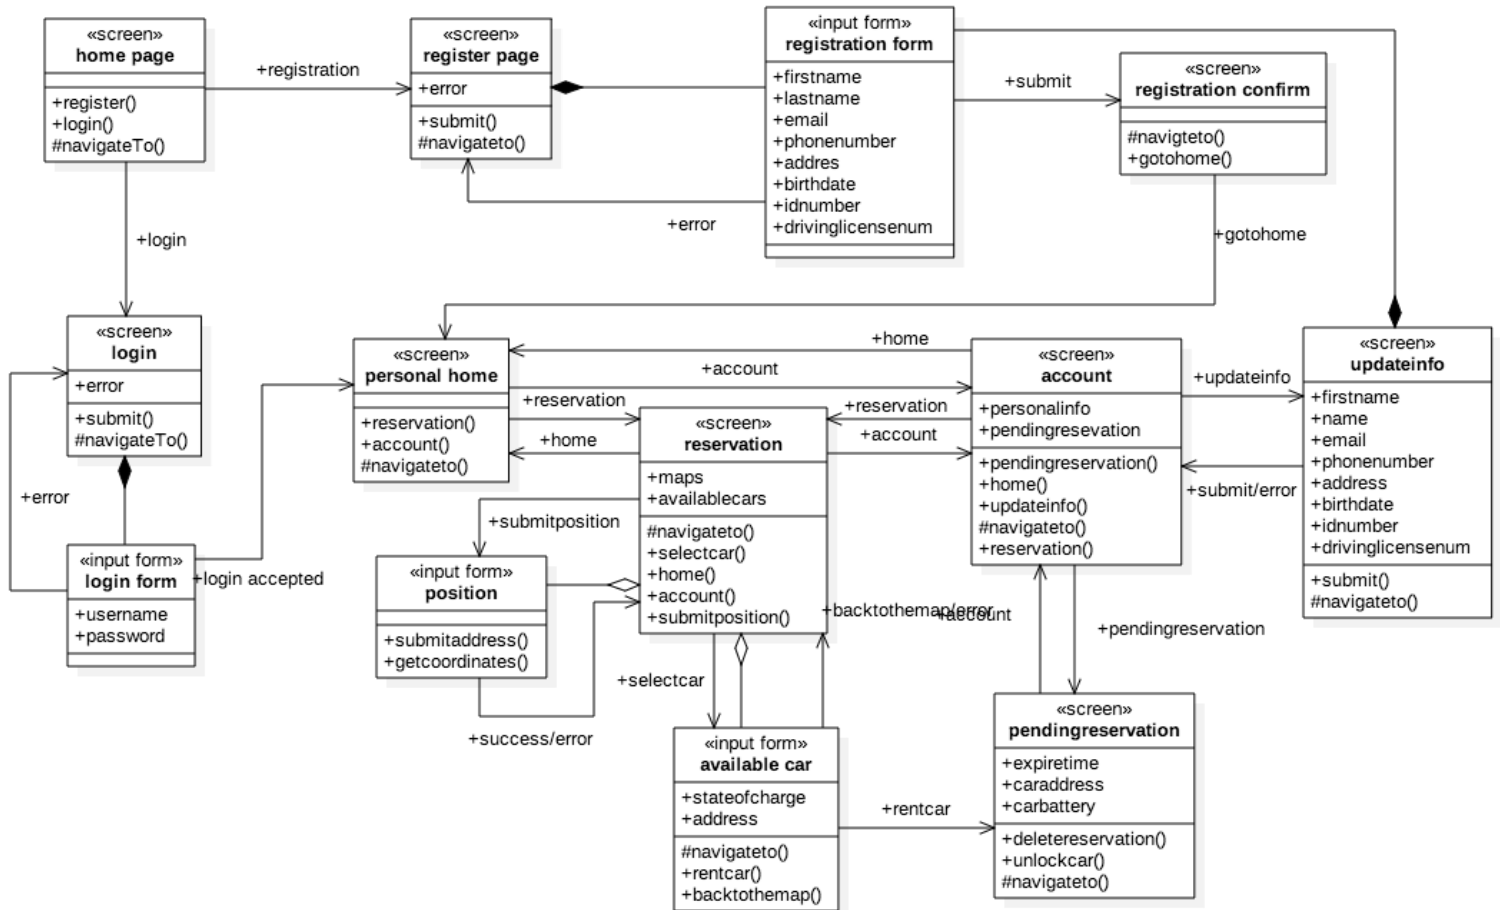 «screen»
home page
+register()
+login()
#navigateTo()
+registration
«screen»
register page
+error
+submit()
#navigateto()
«input form»
registration form
+firstname
+lastname
+email
+phonenumber
+addres
+birthdate
+idnumber
+drivinglicensenum
+submit
«screen»
registration confirm
#navigteto()
+gotohome()
+error
+gotohome
+login
«screen»
login
+error
+submit()
#navigateTo()
+error
«input form»
login form
+username
+password
+login accepted
«screen»
personal home
+reservation()
+account()
#navigateto()
+home
+account
+reservation
+home
+reservation
+account
«screen»
reservation
+maps
+availablecars
#navigateto()
+selectcar()
+home()
+account()
+submitposition()
+submitposition
«input form»
position
+submitaddress()
+getcoordinates()
+success/error
+selectcar
+backtothemap/error
«input form»
available car
+stateofcharge
+address
#navigateto()
+rentcar()
+backtothemap()
+rentcar
«screen»
account
+personalinfo
+pendingresevation
+pendingreservation()
+home()
+updateinfo()
#navigateto()
+reservation()
+updateinfo
+submit/error
«screen»
updateinfo
+firstname
+name
+email
+phonenumber
+address
+birthdate
+idnumber
+drivinglicensenum
+submit()
#navigateto()
+account
+pendingreservation
«screen»
pendingreservation
+expiretime
+caraddress
+carbattery
+deletereservation()
+unlockcar()
#navigateto()